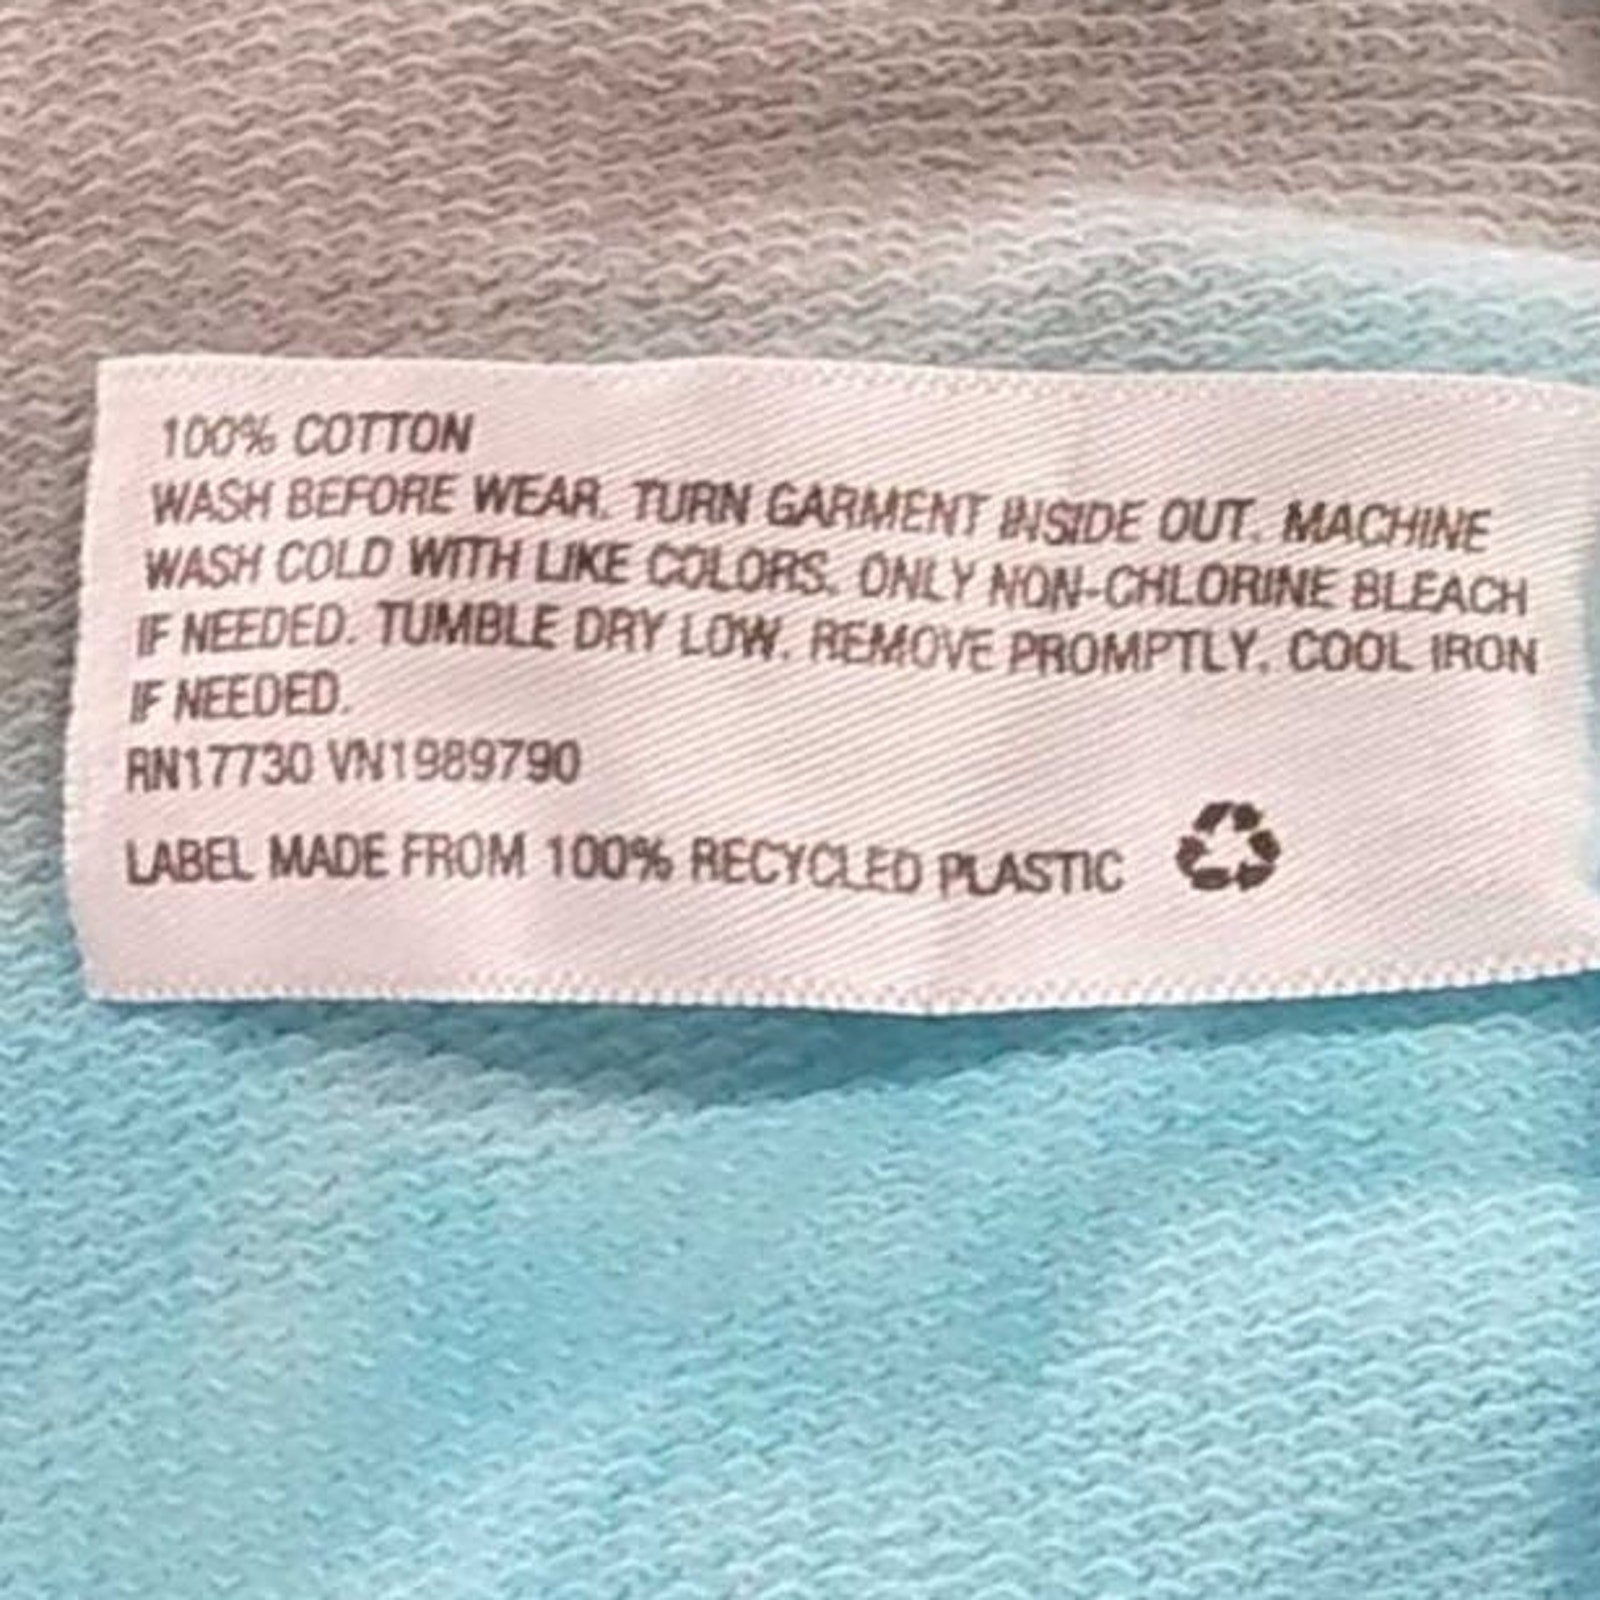 100% COTTON
WASH BEFORE WEAR. TURN GARMENT INSIDE OUT. MACHINE
WASH COLD WITH LIKE COLORS. ONLY NON-CHLORINE BLEACH
IF NEEDED. TUMBLE DRY LOW. REMOVE PROMPTLY. COOL IRON
IF NEEDED.
RN17730 VN1989790
LABEL MADE FROM 100% RECYCLED PLASTIC